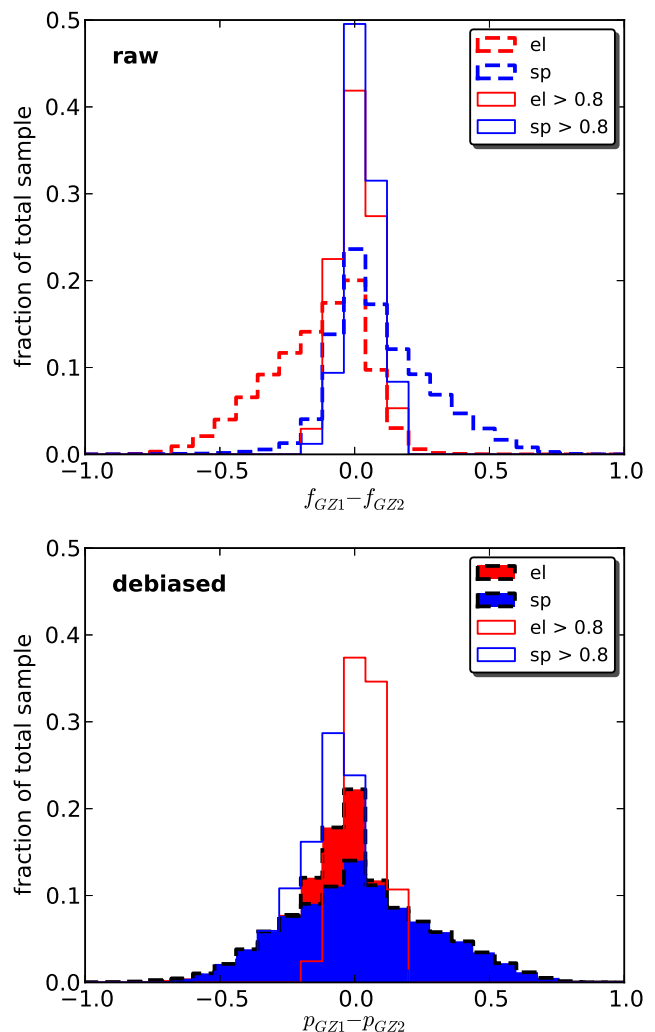 raw
el
sp
el > 0.8
sp > 0.8
fraction of total sample
0.5
0.4
0.3
0.2
0.1
0.0
−1.0 −0.5 0.0 0.5 1.0
f_{GZ1}−f_{GZ2}
debiased
el
sp
el > 0.8
sp > 0.8
fraction of total sample
0.5
0.4
0.3
0.2
0.1
0.0
−1.0 −0.5 0.0 0.5 1.0
p_{GZ1}−p_{GZ2}